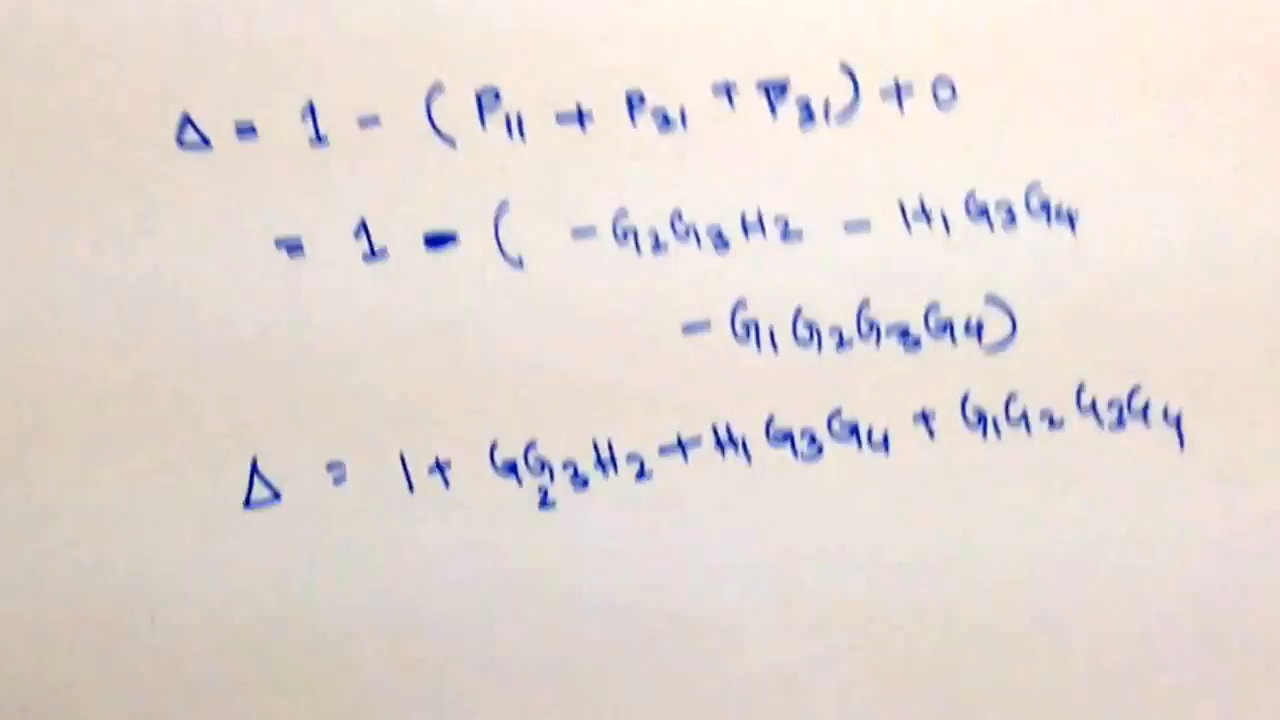 Δ = 1 - (P₁₁ + P₂₁ + P₃₁) + 0
= 1 - ( - G₂G₃H₂ - H₁G₃G₄
- G₁G₂G₃G₄)
Δ = 1 + G₂G₃H₂ + H₁G₃G₄ + G₁G₂G₃G₄